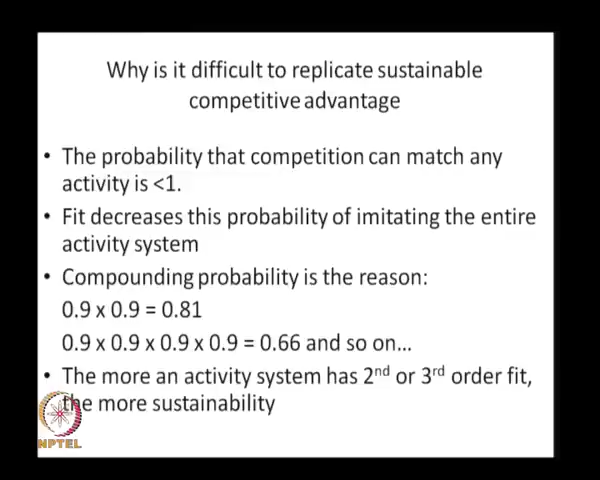 Why is it difficult to replicate sustainable
competitive advantage
• The probability that competition can match any
activity is <1.
• Fit decreases this probability of imitating the entire
activity system
• Compounding probability is the reason:
0.9 x 0.9 = 0.81
0.9 x 0.9 x 0.9 x 0.9 = 0.66 and so on…
• The more an activity system has 2nd or 3rd order fit,
the more sustainability
NPTEL